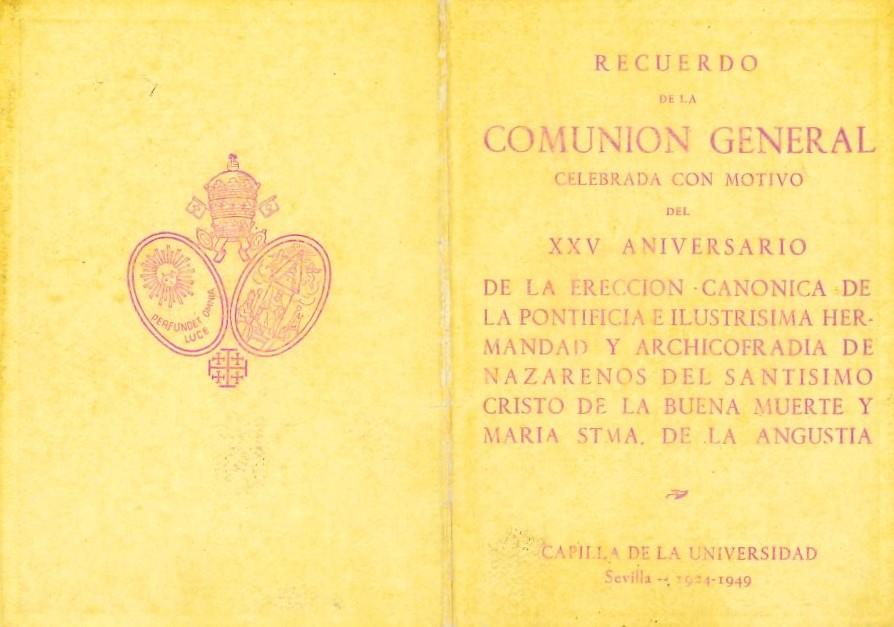 PERFUNDET OMNIA
LUCE
RECUERDO
DE LA
COMUNION GENERAL
CELEBRADA CON MOTIVO
DEL
XXV ANIVERSARIO
DE LA ERECCION CANONICA DE
LA PONTIFICIA E ILUSTRISIMA HER-
MANDAD Y ARCHICOFRADIA DE
NAZARENOS DEL SANTISIMO
CRISTO DE LA BUENA MUERTE Y
MARIA STMA. DE LA ANGUSTIA
CAPILLA DE LA UNIVERSIDAD
Sevilla - 1924-1949